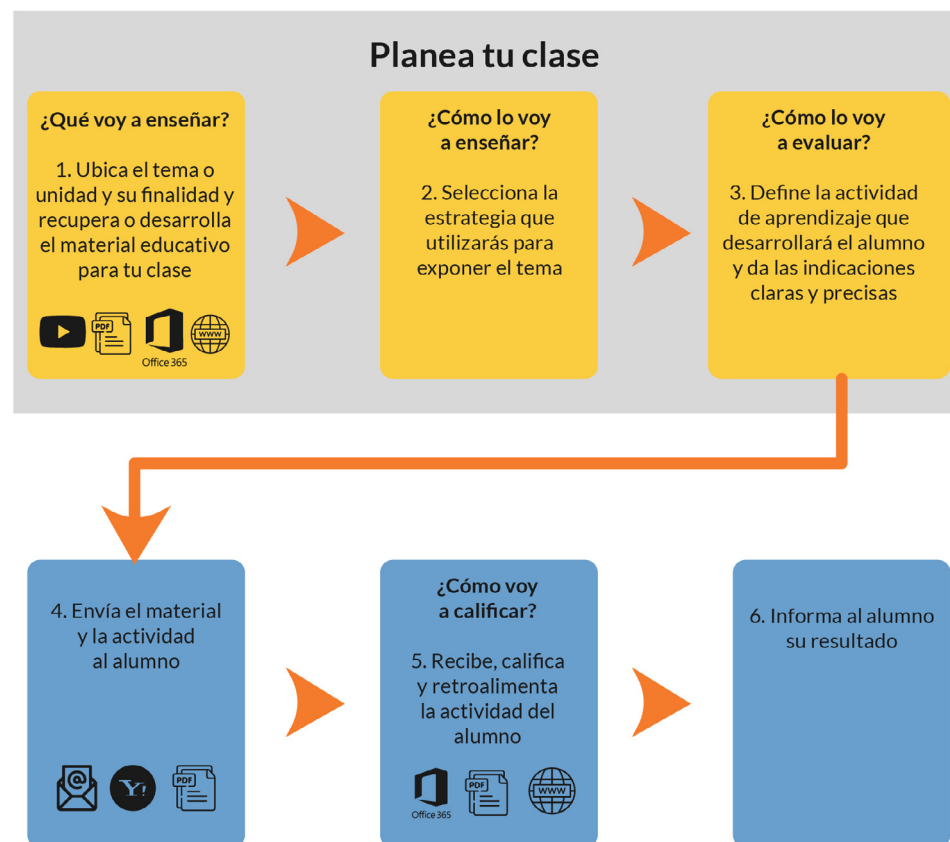 Planea tu clase
¿Qué voy a enseñar?
1. Ubica el tema o
unidad y su finalidad y
recupera o desarrolla
el material educativo
para tu clase
PDF
WWW
Office 365
¿Cómo lo voy
a enseñar?
2. Selecciona la
estrategia que
utilizarás para
exponer el tema
¿Cómo lo voy
a evaluar?
3. Define la actividad
de aprendizaje que
desarrollará el alumno
y da las indicaciones
claras y precisas
4. Envía el material
y la actividad
al alumno
@
Y!
PDF
¿Cómo voy
a calificar?
5. Recibe, califica
y retroalimenta
la actividad del
alumno
Office 365
PDF
WWW
6. Informa al alumno
su resultado